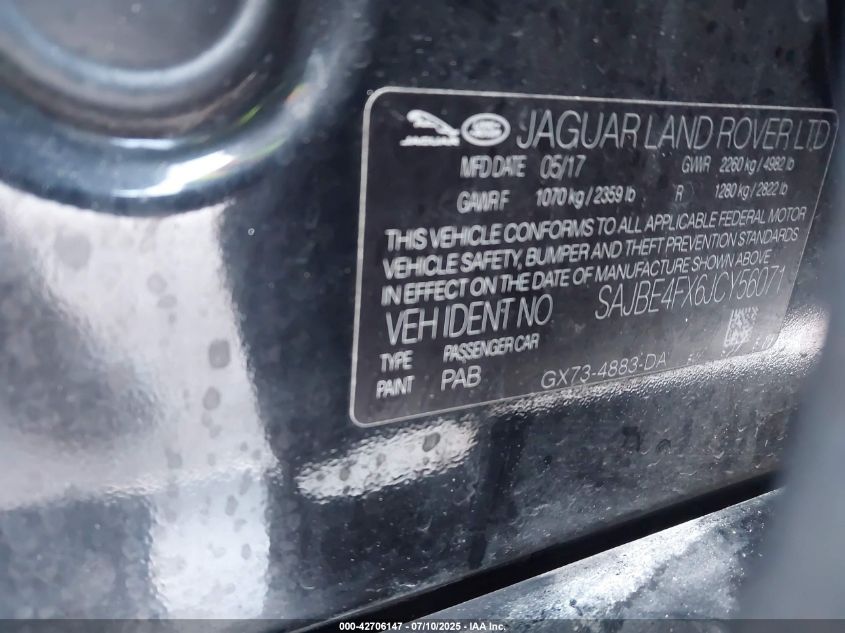 JAGUAR LAND ROVER JAGUAR LAND ROVER LTD
MFD DATE 05/17 GVWR 2260 kg / 4982 lb
GAWR F 1070 kg / 2359 lb R 1280 kg / 2822 lb
THIS VEHICLE CONFORMS TO ALL APPLICABLE FEDERAL MOTOR
VEHICLE SAFETY, BUMPER AND THEFT PREVENTION STANDARDS
IN EFFECT ON THE DATE OF MANUFACTURE SHOWN ABOVE
VEH IDENT NO SAJBE4FX6JCY56071
TYPE PASSENGER CAR
PAINT PAB GX73-4883-DA
000-42706147 - 07/10/2025 - IAA Inc.